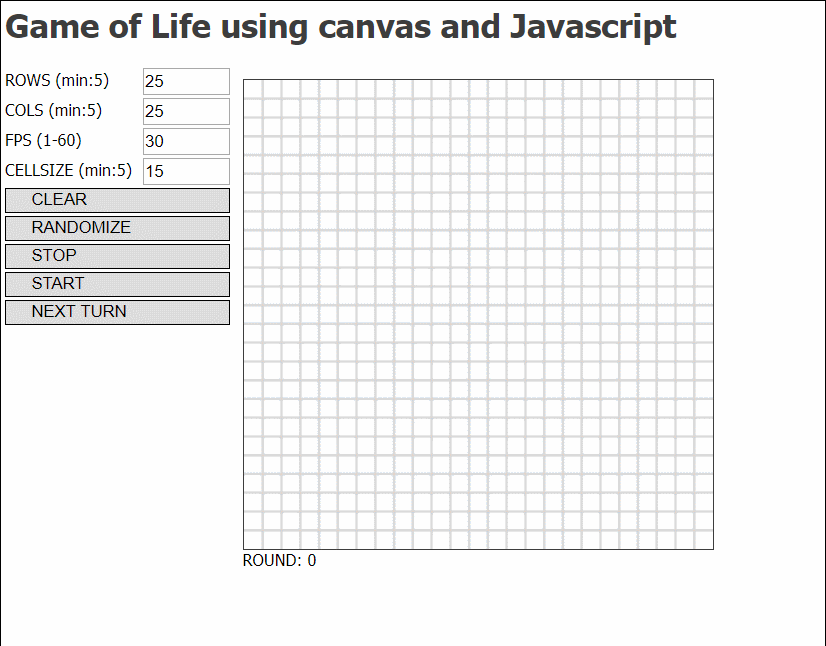 Game of Life using canvas and Javascript
ROWS (min:5) 25
COLS (min:5) 25
FPS (1-60) 30
CELLSIZE (min:5) 15
CLEAR
RANDOMIZE
STOP
START
NEXT TURN
ROUND: 0